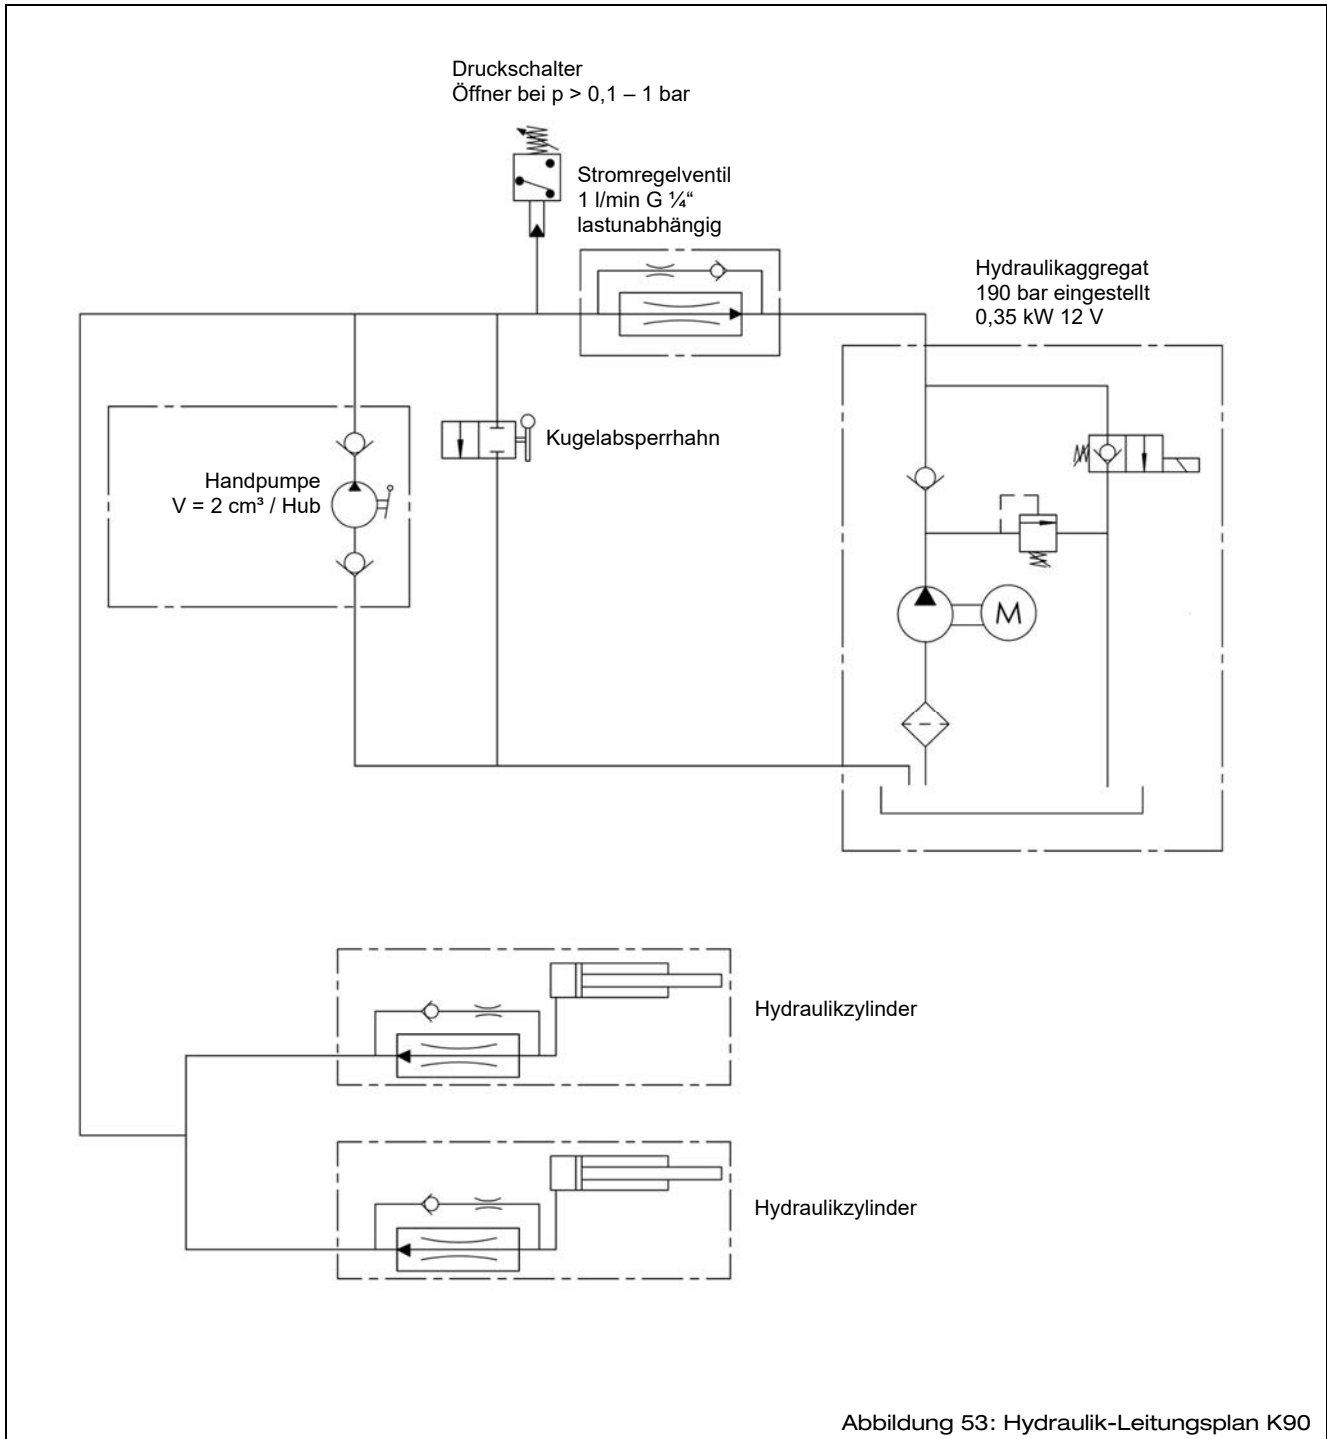 Druckschalter
Öffner bei p > 0,1 – 1 bar
Stromregelventil
1 l/min G ¼“
lastunabhängig
Hydraulikaggregat
190 bar eingestellt
0,35 kW 12 V
Kugelabsperrhahn
Handpumpe
V = 2 cm³ / Hub
M
Hydraulikzylinder
Hydraulikzylinder
Abbildung 53: Hydraulik-Leitungsplan K90